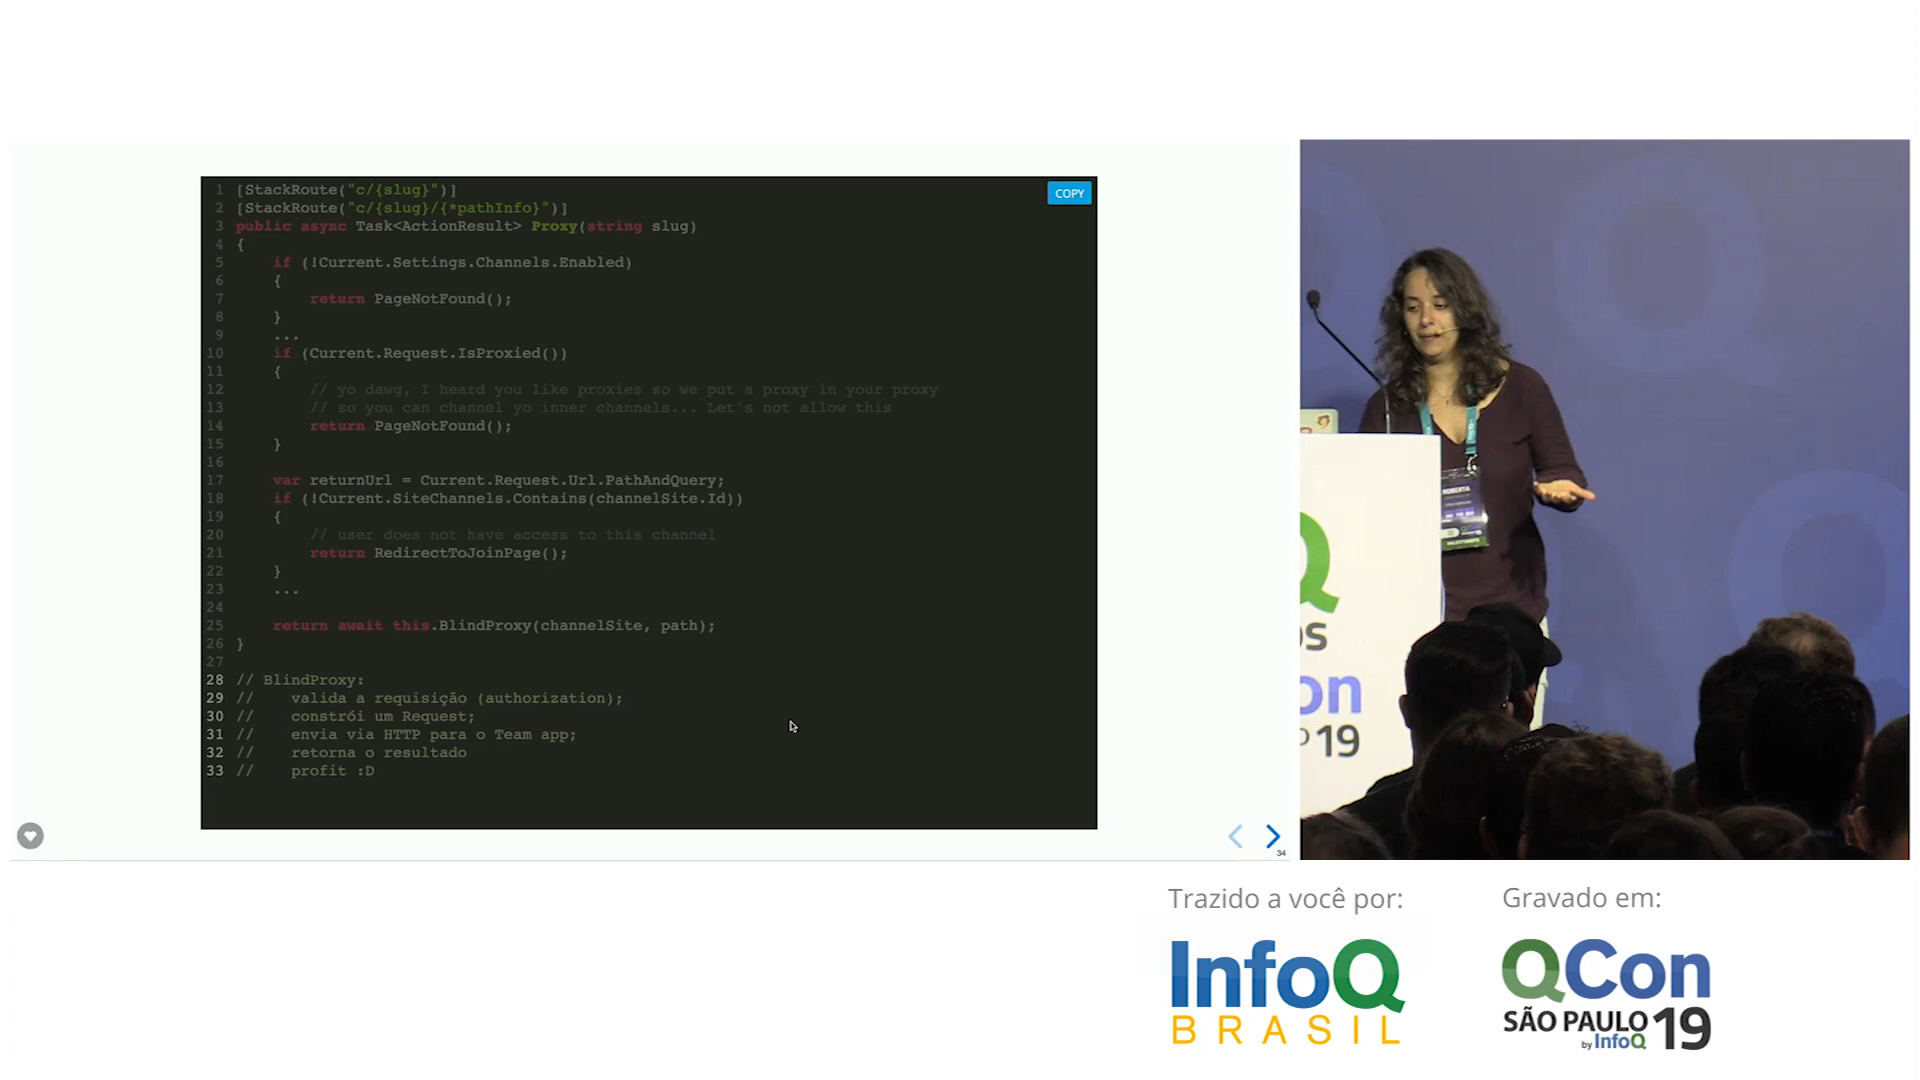 1 [StackRoute("c/{slug}")]
2 [StackRoute("c/{slug}/{*pathInfo}")]
3 public async Task<ActionResult> Proxy(string slug)
4 {
5 if (!Current.Settings.Channels.Enabled)
6 {
7 return PageNotFound();
8 }
9 ...
10 if (Current.Request.IsProxied())
11 {
12 // yo dawg, I heard you like proxies so we put a proxy in your proxy
13 // so you can channel yo inner channels... Let's not allow this
14 return PageNotFound();
15 }
16
17 var returnUrl = Current.Request.Url.PathAndQuery;
18 if (!Current.SiteChannels.Contains(channelSite.Id))
19 {
20 // user does not have access to this channel
21 return RedirectToJoinPage();
22 }
23 ...
24
25 return await this.BlindProxy(channelSite, path);
26 }
27
28 // BlindProxy:
29 // valida a requisição (authorization);
30 // constrói um Request;
31 // envia via HTTP para o Team app;
32 // retorna o resultado
33 // profit :D
COPY
34
ROBERTA
Trazido a você por:
InfoQ
BRASIL
Gravado em:
QCon
SÃO PAULO 19
by InfoQ